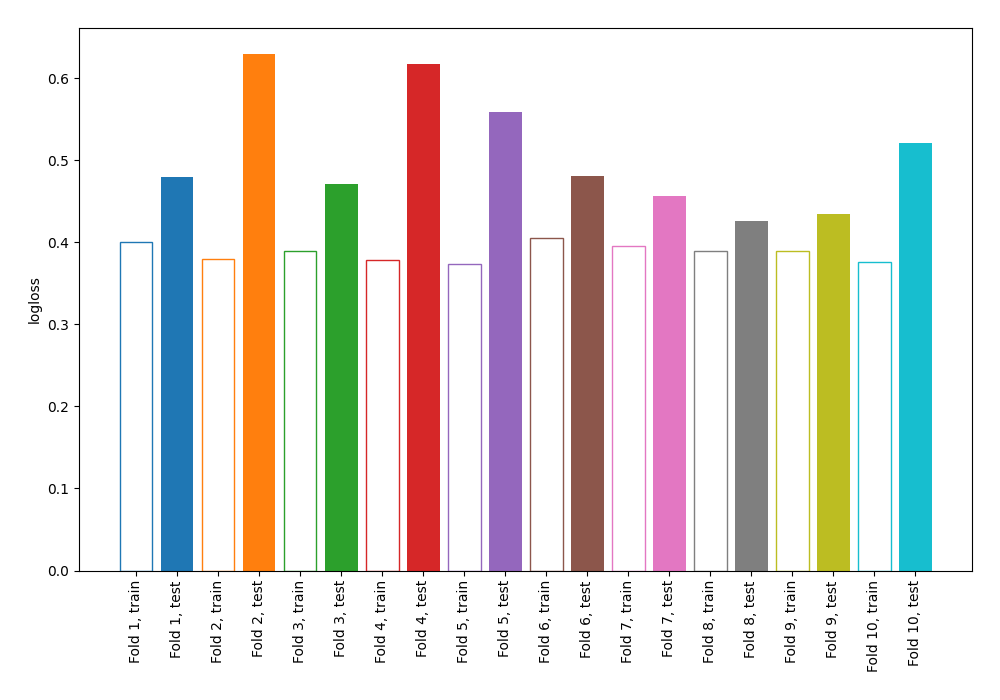 logloss
0.6
0.5
0.4
0.3
0.2
0.1
0.0
Fold 1, train
Fold 1, test
Fold 2, train
Fold 2, test
Fold 3, train
Fold 3, test
Fold 4, train
Fold 4, test
Fold 5, train
Fold 5, test
Fold 6, train
Fold 6, test
Fold 7, train
Fold 7, test
Fold 8, train
Fold 8, test
Fold 9, train
Fold 9, test
Fold 10, train
Fold 10, test